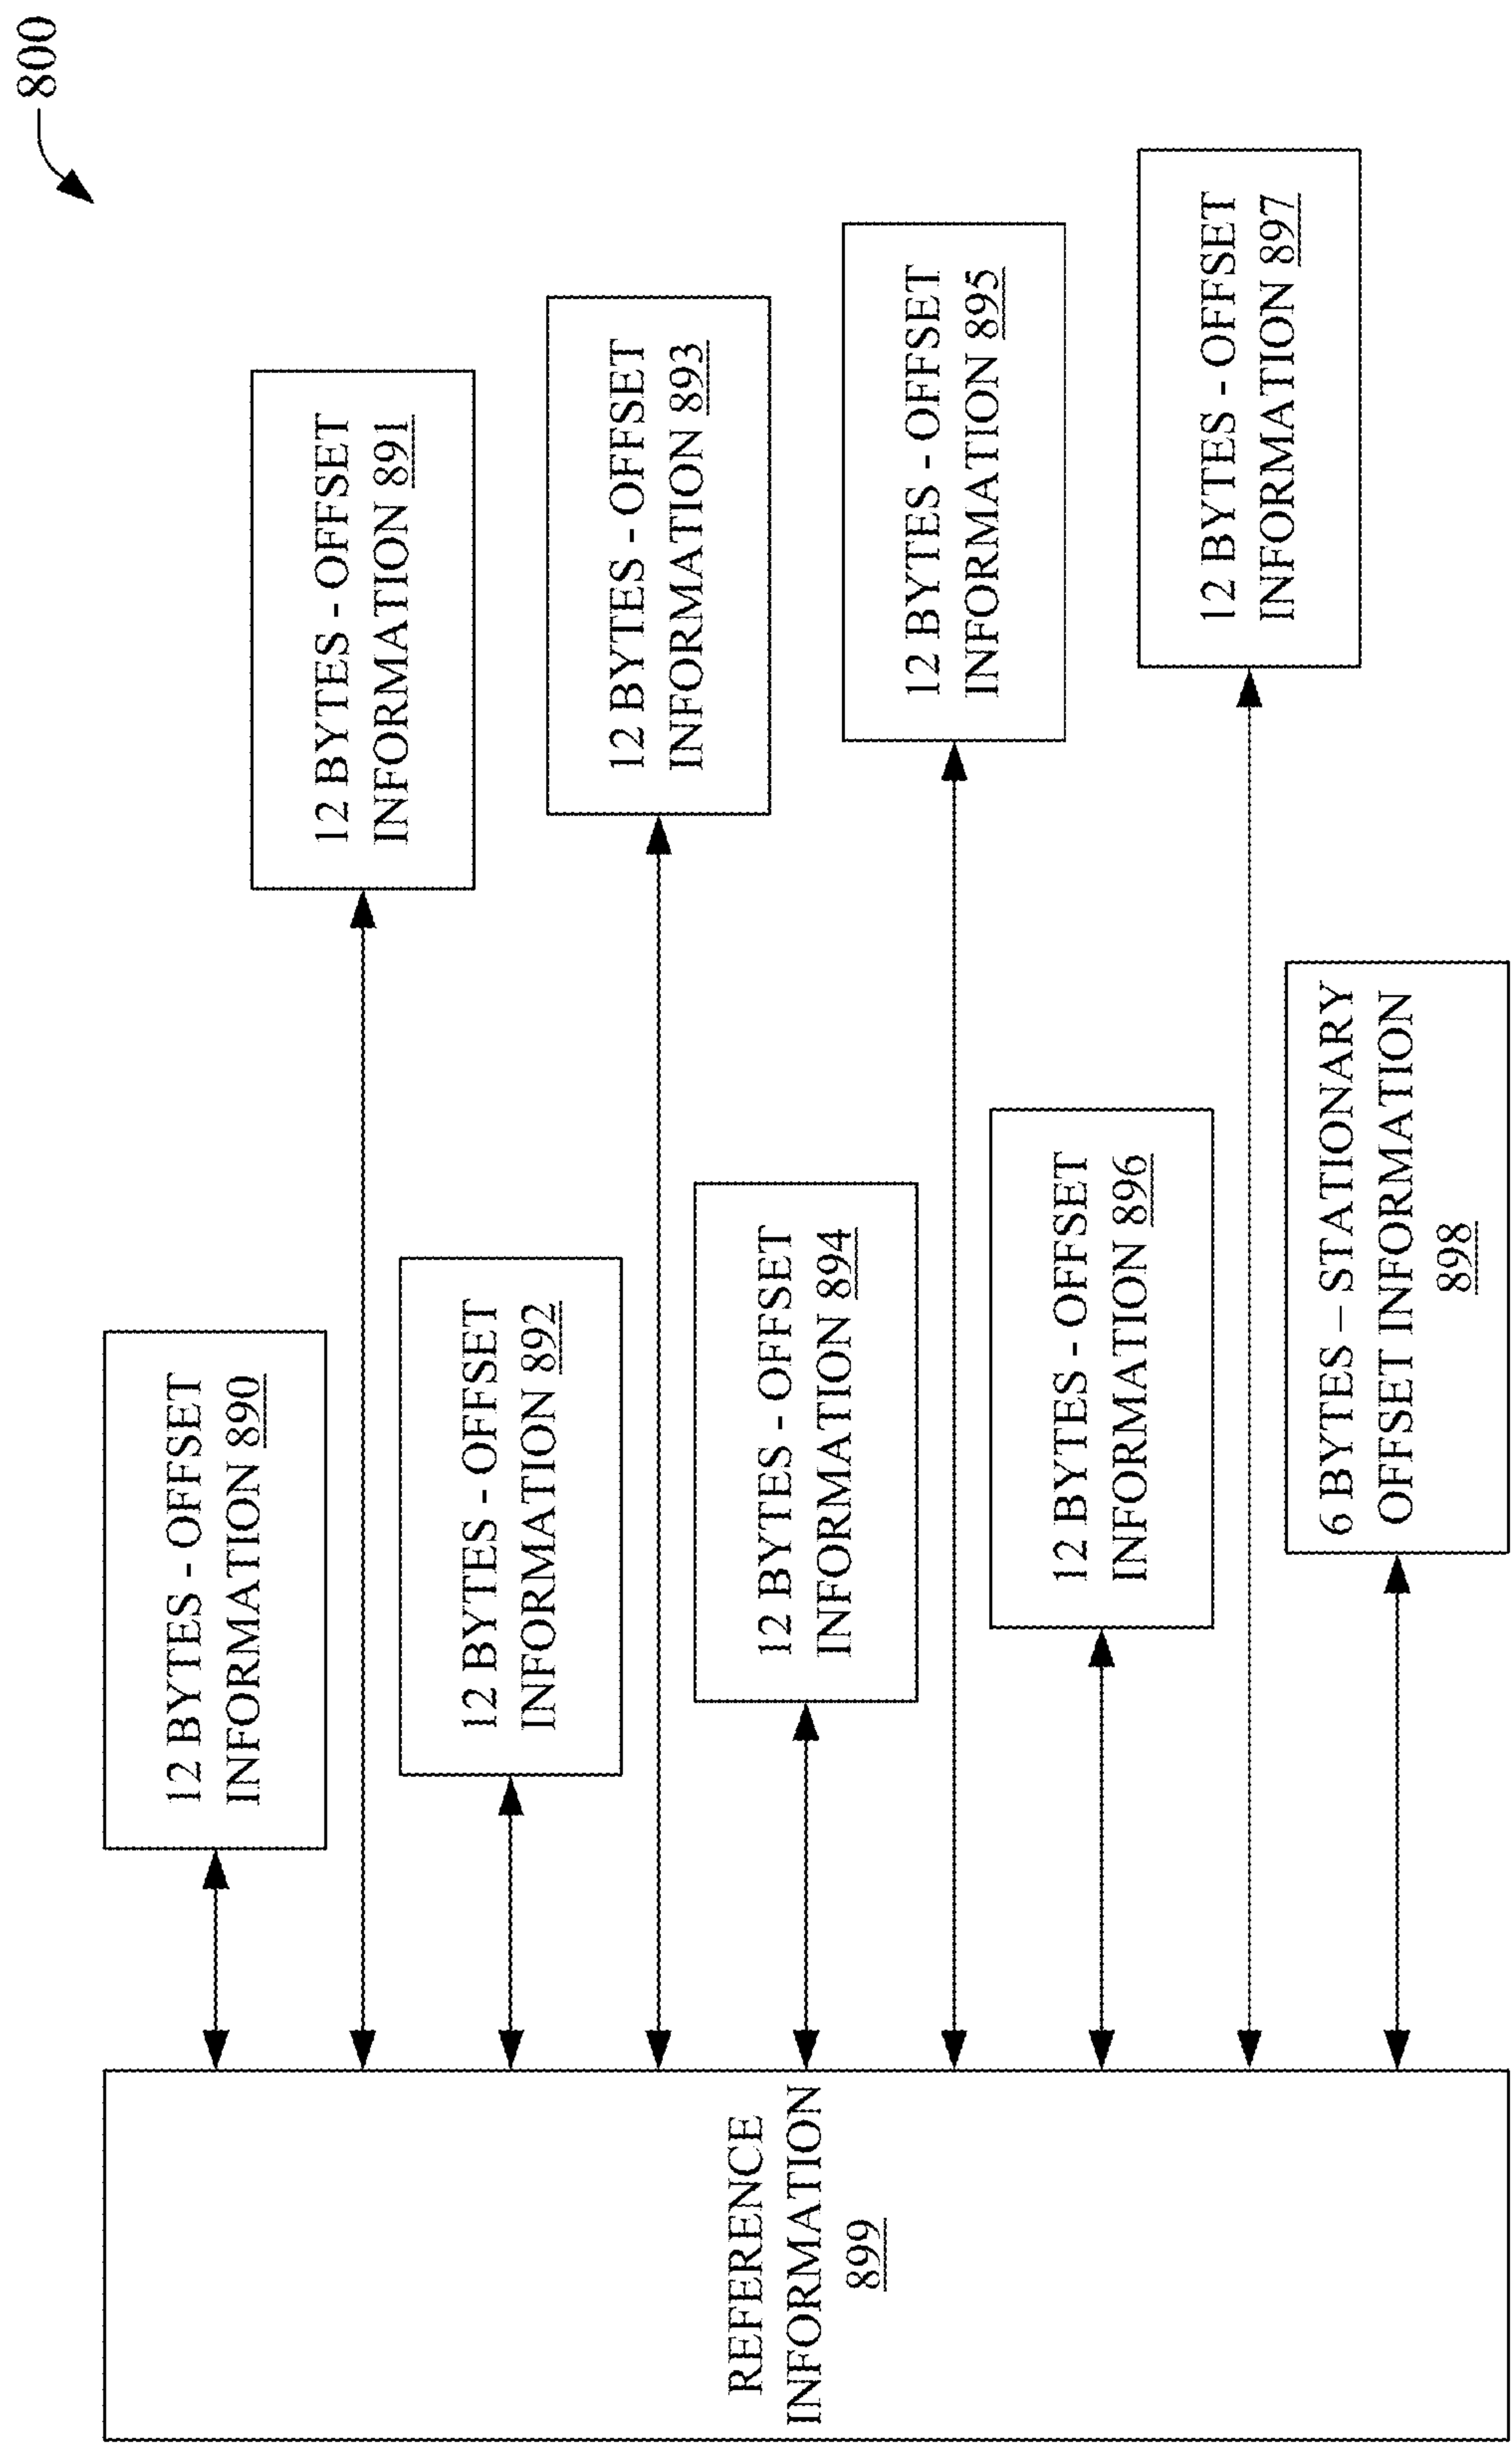 800
REFERENCE
INFORMATION
899
12 BYTES - OFFSET
INFORMATION 890
12 BYTES - OFFSET
INFORMATION 891
12 BYTES - OFFSET
INFORMATION 892
12 BYTES - OFFSET
INFORMATION 893
12 BYTES - OFFSET
INFORMATION 894
12 BYTES - OFFSET
INFORMATION 895
12 BYTES - OFFSET
INFORMATION 896
12 BYTES - OFFSET
INFORMATION 897
6 BYTES – STATIONARY
OFFSET INFORMATION
898